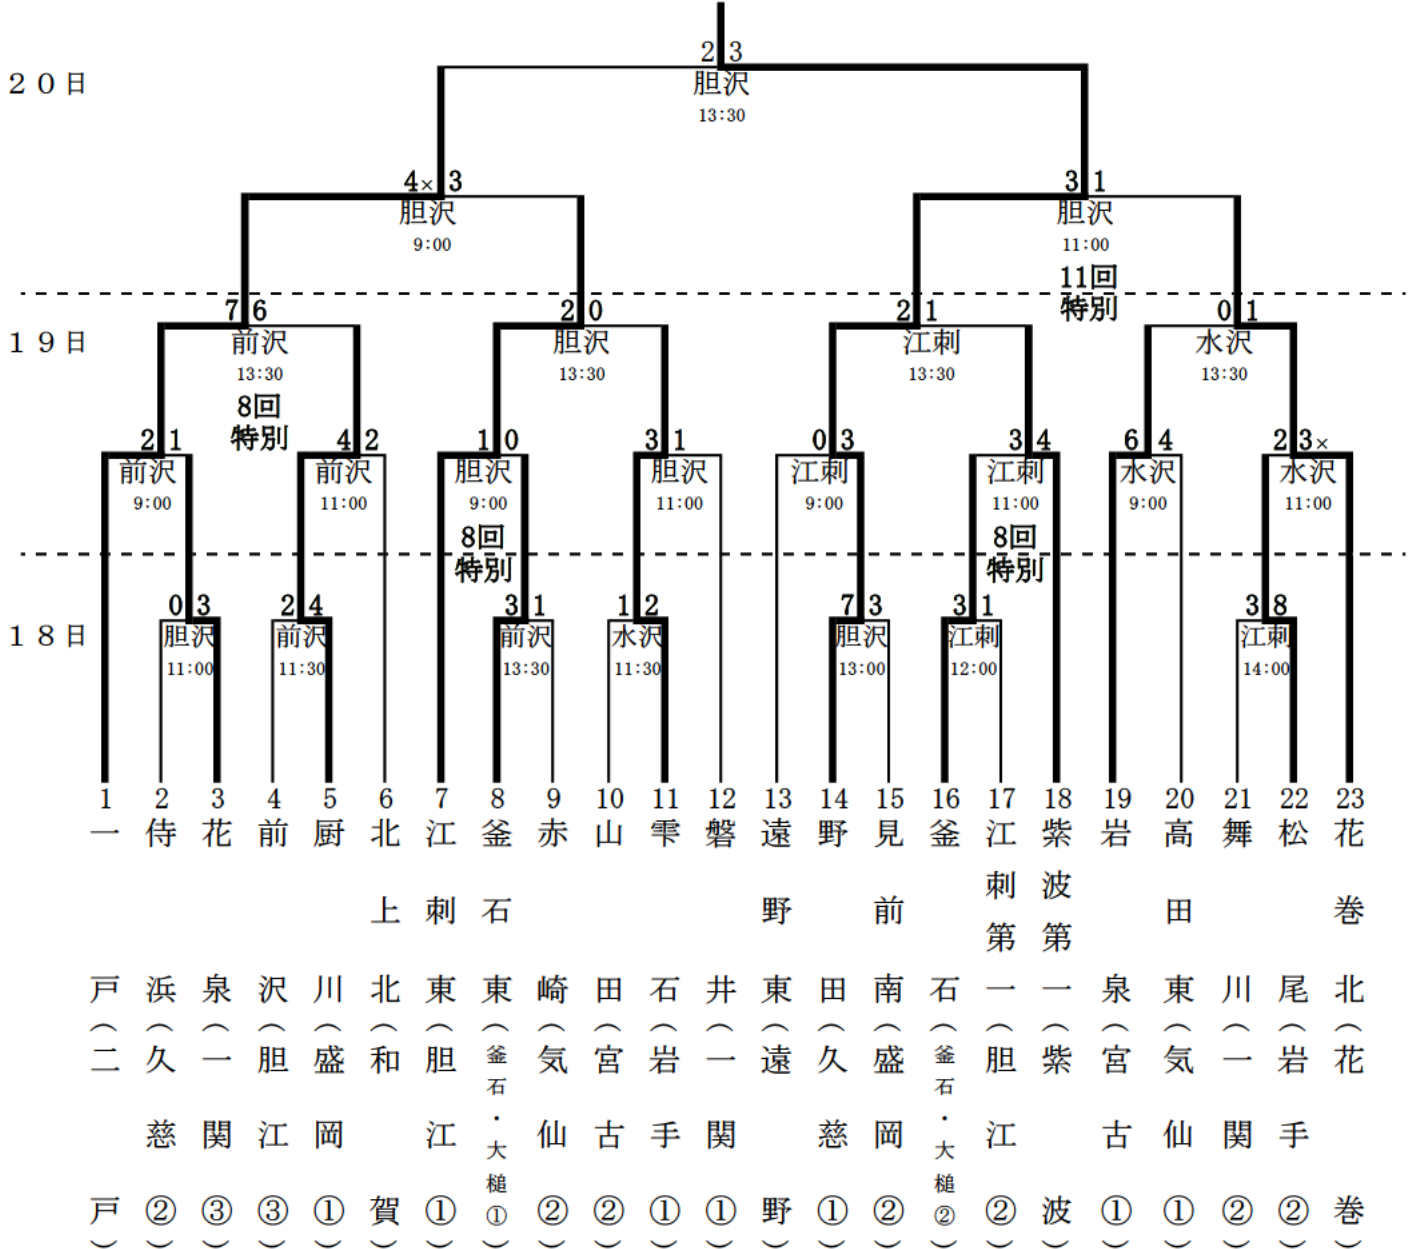 2 3
20日
胆沢
13:30
4× 3
3 1
胆沢
胆沢
9:00
11:00
11回
特別
7 6
2 0
2 1
0 1
19日
前沢
胆沢
江刺
水沢
13:30
13:30
13:30
13:30
8回
特別
2 1
4 2
1 0
3 1
0 3
3 4
6 4
2 3×
前沢
前沢
胆沢
胆沢
江刺
江刺
水沢
水沢
9:00
11:00
9:00
11:00
9:00
11:00
9:00
11:00
8回
特別
8回
特別
0 3
2 4
3 1
1 2
7 3
3 1
3 8
18日
胆沢
前沢
前沢
水沢
胆沢
江刺
江刺
11:00
11:30
13:30
11:30
13:00
12:00
14:00
1 一戸(二戸)
2 侍浜(久慈②)
3 花泉(一関③)
4 前沢(胆江③)
5 厨川(盛岡①)
6 北上北(和賀)
7 江刺東(胆江①)
8 釜石東(釜石・大槌①)
9 赤崎(気仙②)
10 山田(宮古②)
11 雫石(岩手①)
12 磐井(一関①)
13 遠野東(遠野)
14 野田(久慈①)
15 見前南(盛岡②)
16 釜石(釜石・大槌②)
17 江刺第一(胆江②)
18 紫波第一(紫波)
19 岩泉(宮古①)
20 高田東(気仙①)
21 舞川(一関②)
22 松尾(岩手②)
23 花巻北(花巻)